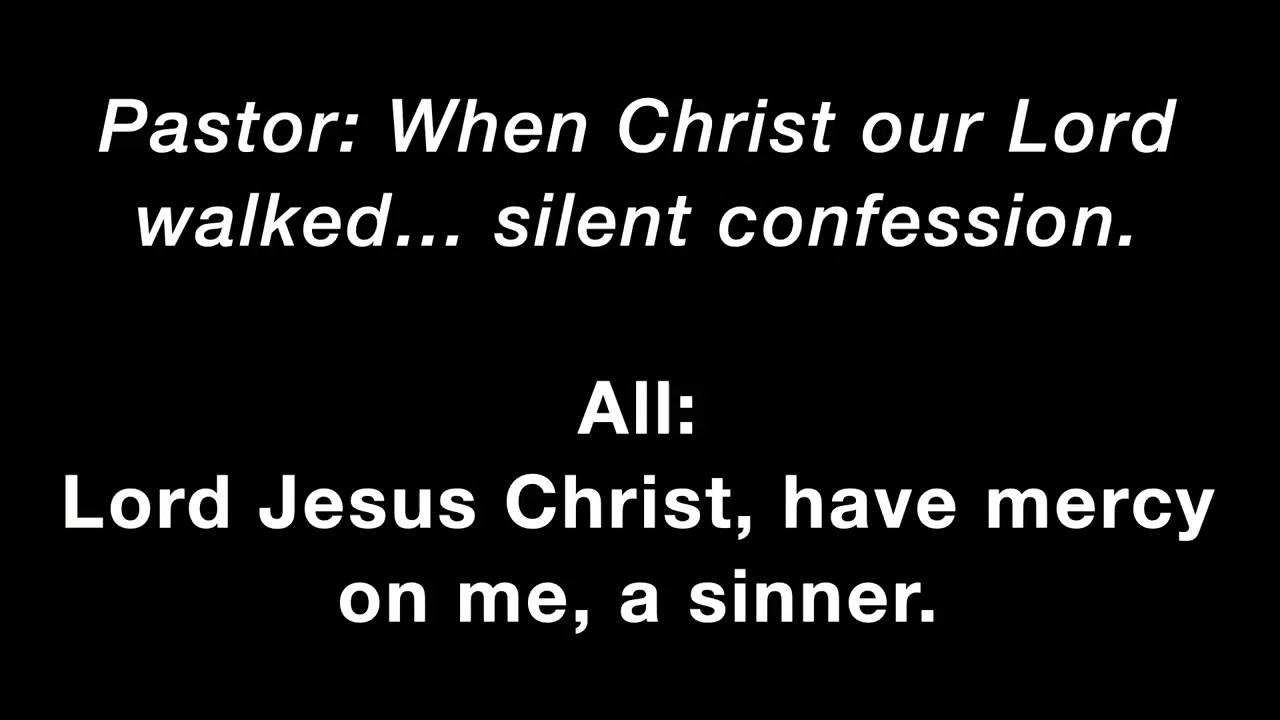 Pastor: When Christ our Lord
walked... silent confession.
All:
Lord Jesus Christ, have mercy
on me, a sinner.